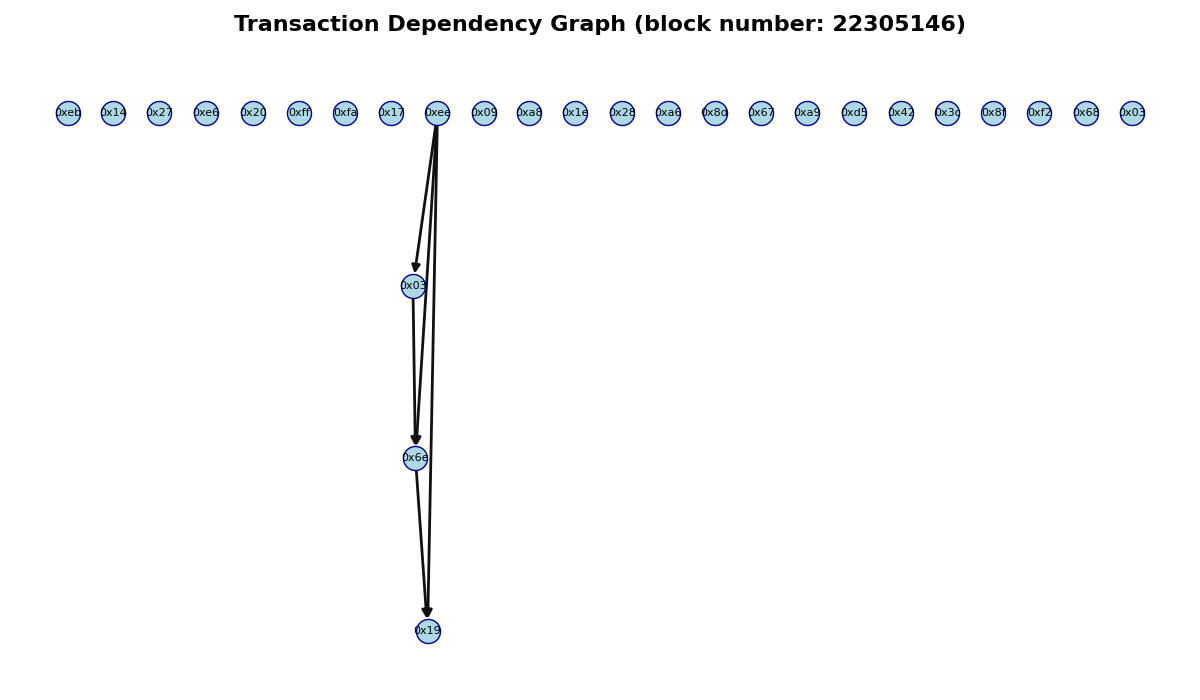 Transaction Dependency Graph (block number: 22305146)
0xeb 0x14 0x27 0xe6 0x20 0xff 0xfa 0x17 0xee 0x09 0xa8 0x1e 0x28 0xa6 0x8d 0x67 0xa9 0xd5 0x42 0x3c 0x8f 0xf2 0x68 0x03
0x03
0x6e
0x19